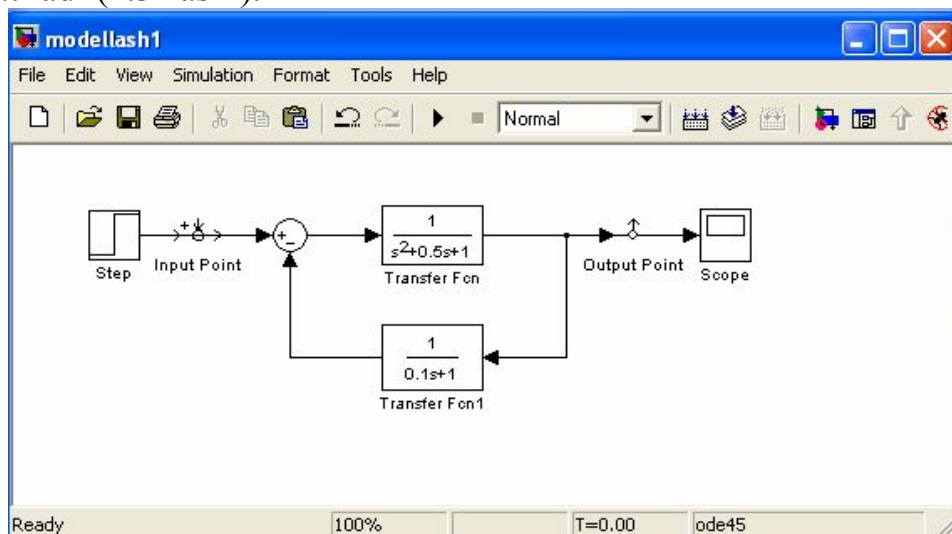 modellash1
File Edit View Simulation Format Tools Help
Normal
Step
Input Point
+
-
1
s²+0.5s+1
Transfer Fcn
Output Point
Scope
1
0.1s+1
Transfer Fcn1
Ready 100% T=0.00 ode45